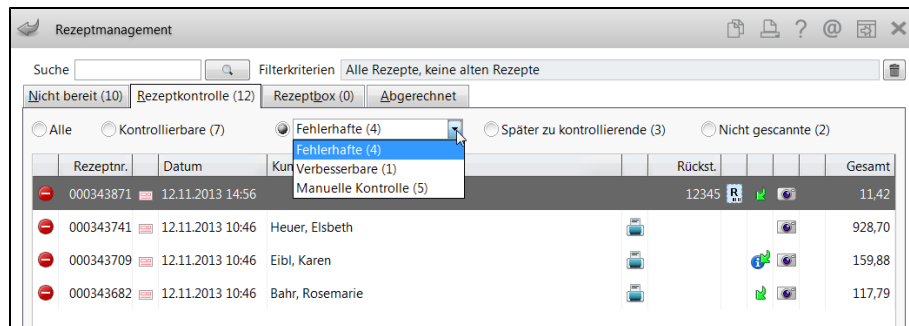 Rezeptmanagement ? @
Suche Filterkriterien Alle Rezepte, keine alten Rezepte
Nicht bereit (10) Rezeptkontrolle (12) Rezeptbox (0) Abgerechnet
Alle Kontrollierbare (7) Fehlerhafte (4) Später zu kontrollierende (3) Nicht gescannte (2)
Fehlerhafte (4)
Verbesserbare (1)
Manuelle Kontrolle (5)
Rezeptnr. Datum Kun Rückst. Gesamt
000343871 12.11.2013 14:56 12345 R 11,42
000343741 12.11.2013 10:46 Heuer, Elsbeth 928,70
000343709 12.11.2013 10:46 Eibl, Karen 159,88
000343682 12.11.2013 10:46 Bahr, Rosemarie 117,79